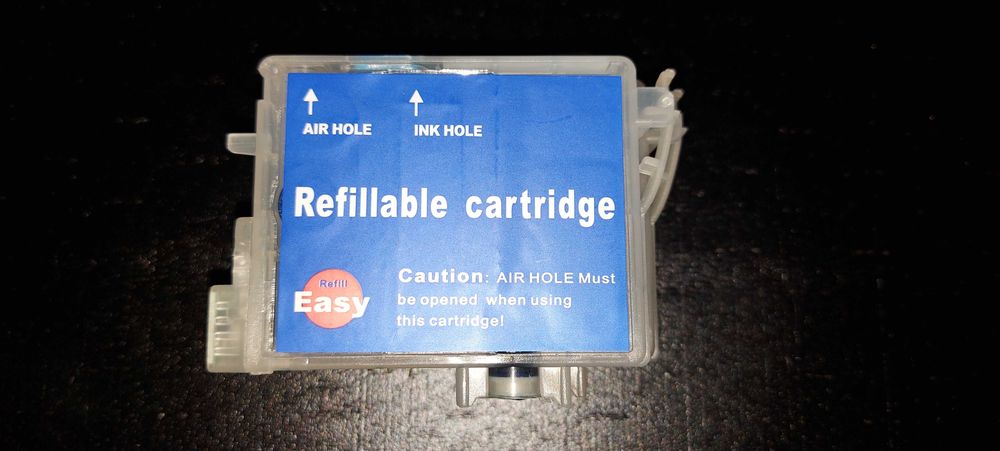 AIR HOLE INK HOLE
Refillable cartridge
Refill
Easy
Caution: AIR HOLE Must
be opened when using
this cartridge!